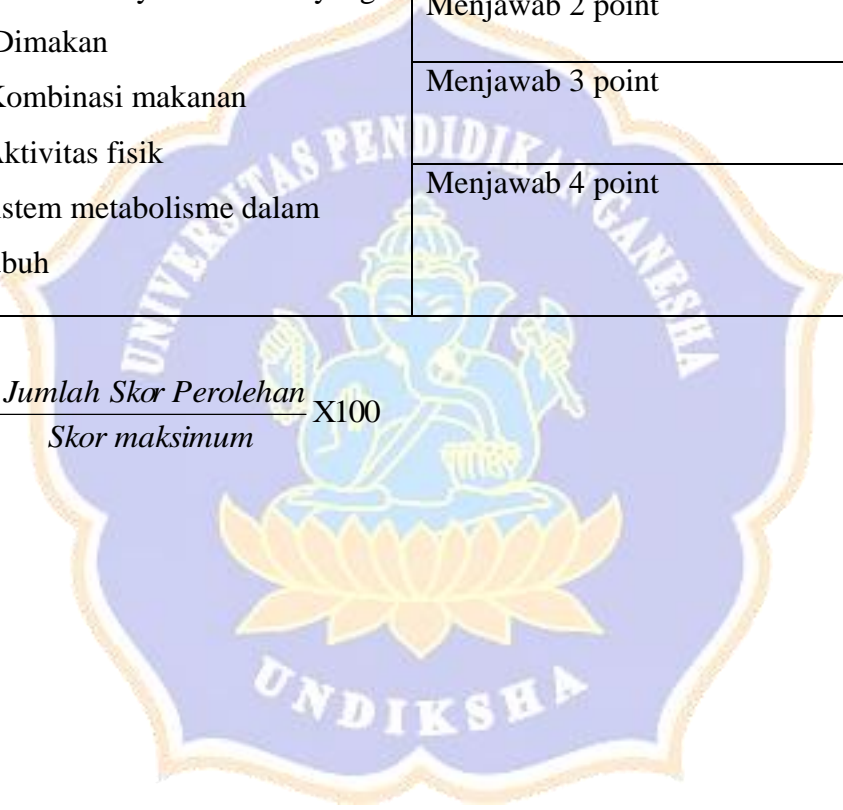 Dimakan
Kombinasi makanan
Aktivitas fisik
istem metabolisme dalam
buh
Menjawab 2 point
Menjawab 3 point
Menjawab 4 point
Jumlah Skor Perolehan
Skor maksimum
X100
UNIVERSITAS PENDIDIKAN GANESHA
UNDIKSHA